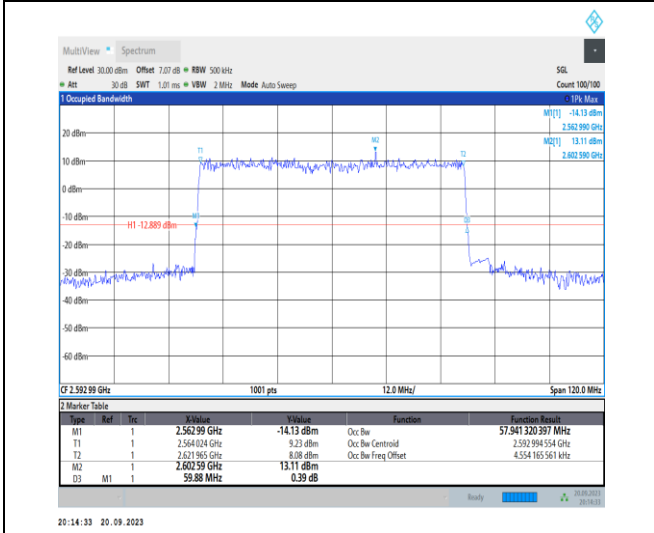 MultiView Spectrum
Ref Level 30.00 dBm Offset 7.07 dB RBW 500 kHz SGL
Att 30 dB SWT 1.01 ms VBW 2 MHz Mode Auto Sweep Count 100/100
1 Occupied Bandwidth 1Pk Max
M1[1] -14.13 dBm
2.562 990 GHz
20 dBm M2 M2[1] 13.11 dBm
T1 T2 2.602 590 GHz
10 dBm
0 dBm
-10 dBm
H1 -12.889 dBm
-20 dBm
-30 dBm
-40 dBm
-50 dBm
-60 dBm
CF 2.592 99 GHz 1001 pts 12.0 MHz/ Span 120.0 MHz
2 Marker Table
Type Ref Trc X-Value Y-Value Function Function Result
M1 1 2.562 99 GHz -14.13 dBm Occ Bw 57.941 320 397 MHz
T1 1 2.564 024 GHz 9.23 dBm Occ Bw Centroid 2.592 994 554 GHz
T2 1 2.621 965 GHz 8.08 dBm Occ Bw Freq Offset 4.554 165 561 kHz
M2 1 2.602 59 GHz 13.11 dBm
D3 M1 1 59.88 MHz 0.39 dB
Ready 20.09.2023
20:14:33
20:14:33 20.09.2023